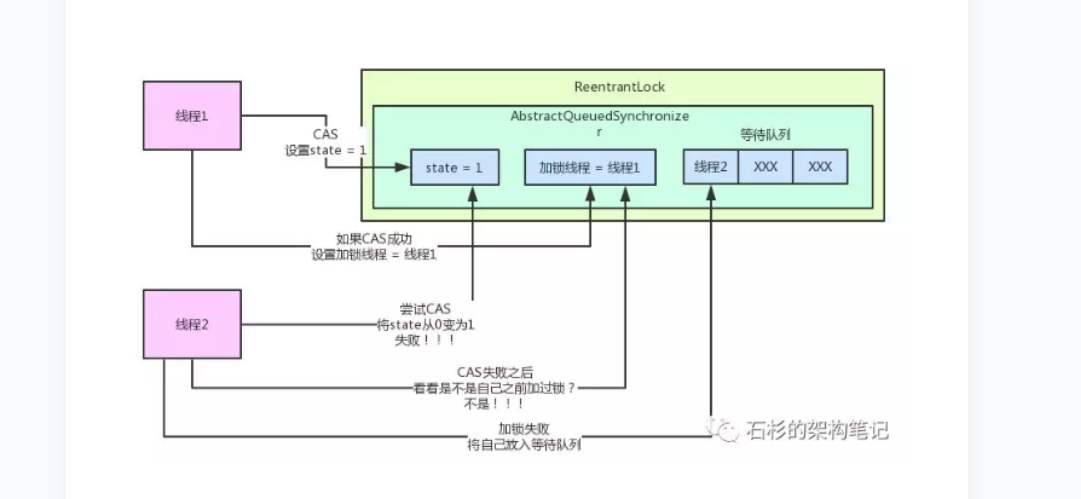 ReentrantLock
AbstractQueuedSynchronize
r
等待队列
线程1
CAS
设置state = 1
state = 1
加锁线程 = 线程1
线程2
XXX
XXX
如果CAS成功
设置加锁线程 = 线程1
线程2
尝试CAS
将state从0变为1
失败！！！
CAS失败之后
看看是不是自己之前加过锁？
不是！！！
加锁失败
将自己放入等待队列
石杉的架构笔记